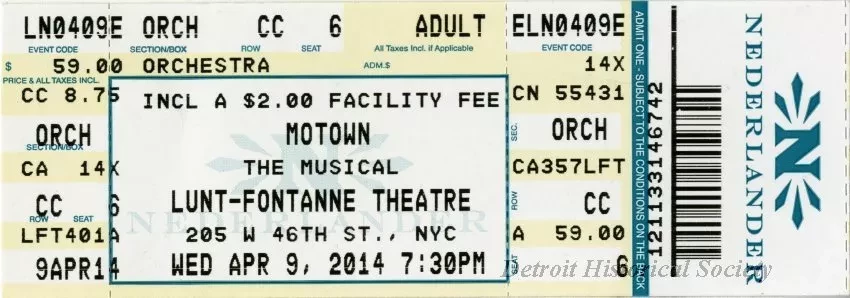 LN0409E ORCH CC 6 ADULT ELN0409E
EVENT CODE SECTION/BOX ROW SEAT All Taxes Incl. if Applicable EVENT CODE
$ 59.00 ORCHESTRA ADM.$ 14X
PRICE & ALL TAXES INCL.
CC 8.75 INCL A $2.00 FACILITY FEE CN 55431
ORCH MOTOWN SEC. ORCH
SECTION/BOX
CA 14X THE MUSICAL CA357LFT
CC 6 LUNT-FONTANNE THEATRE ROW CC
ROW SEAT NEDERLANDER
LFT401A 205 W 46TH ST., NYC A 59.00
9APR14 WED APR 9, 2014 7:30PM SEAT 6
ADMIT ONE - SUBJECT TO THE CONDITIONS ON THE BACK
1211133146742
NEDERLANDER
N
Detroit Historical Society